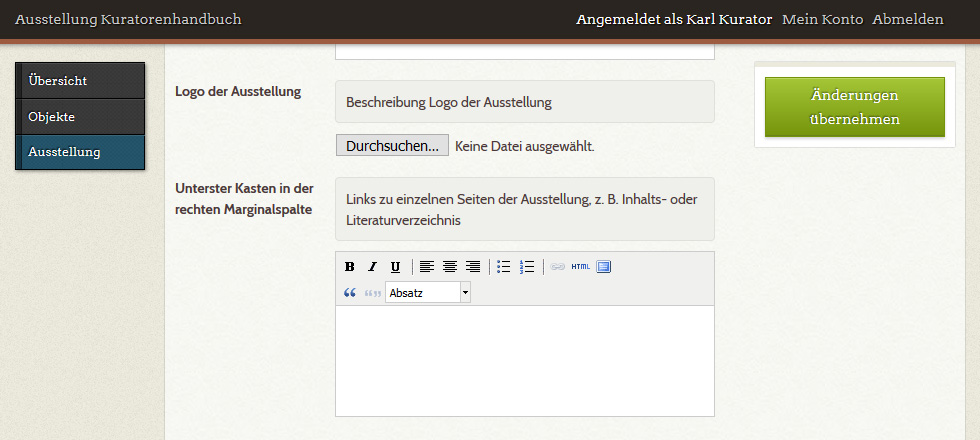 Ausstellung Kuratorenhandbuch
Angemeldet als Karl Kurator Mein Konto Abmelden
Übersicht
Objekte
Ausstellung
Logo der Ausstellung
Beschreibung Logo der Ausstellung
Durchsuchen... Keine Datei ausgewählt.
Unterster Kasten in der
rechten Marginalspalte
Links zu einzelnen Seiten der Ausstellung, z. B. Inhalts- oder
Literaturverzeichnis
B I U
HTML
Absatz
Änderungen
übernehmen